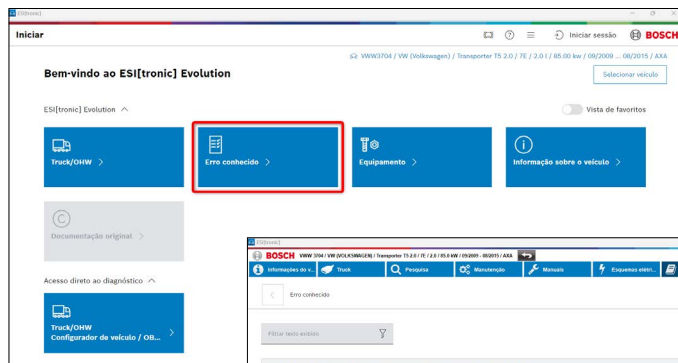 ESI[tronic]
Iniciar
Iniciar sessão
BOSCH
VWW3704 / VW (Volkswagen) / Transporter T5 2.0 / 7E / 2.0 l / 85.00 kw / 09/2009 ... 08/2015 / AXA
Bem-vindo ao ESI[tronic] Evolution
Selecionar veículo
ESI[tronic] Evolution
Vista de favoritos
Truck/OHW >
Erro conhecido >
Equipamento >
Informação sobre o veículo >
Documentação original >
ESI[tronic]
BOSCH VWW 3704 / VW (VOLKSWAGEN) / Transporter T5 2.0 / 7E / 2.0 / 85.0 kW / 09/2009 - 08/2015 / AXA
Informações do v... Truck Pesquisa Manutenção Manuais Esquemas elétri...
Acesso direto ao diagnóstico
Erro conhecido
Truck/OHW
Configurador de veículo / OB... >
Filtrar texto exibido